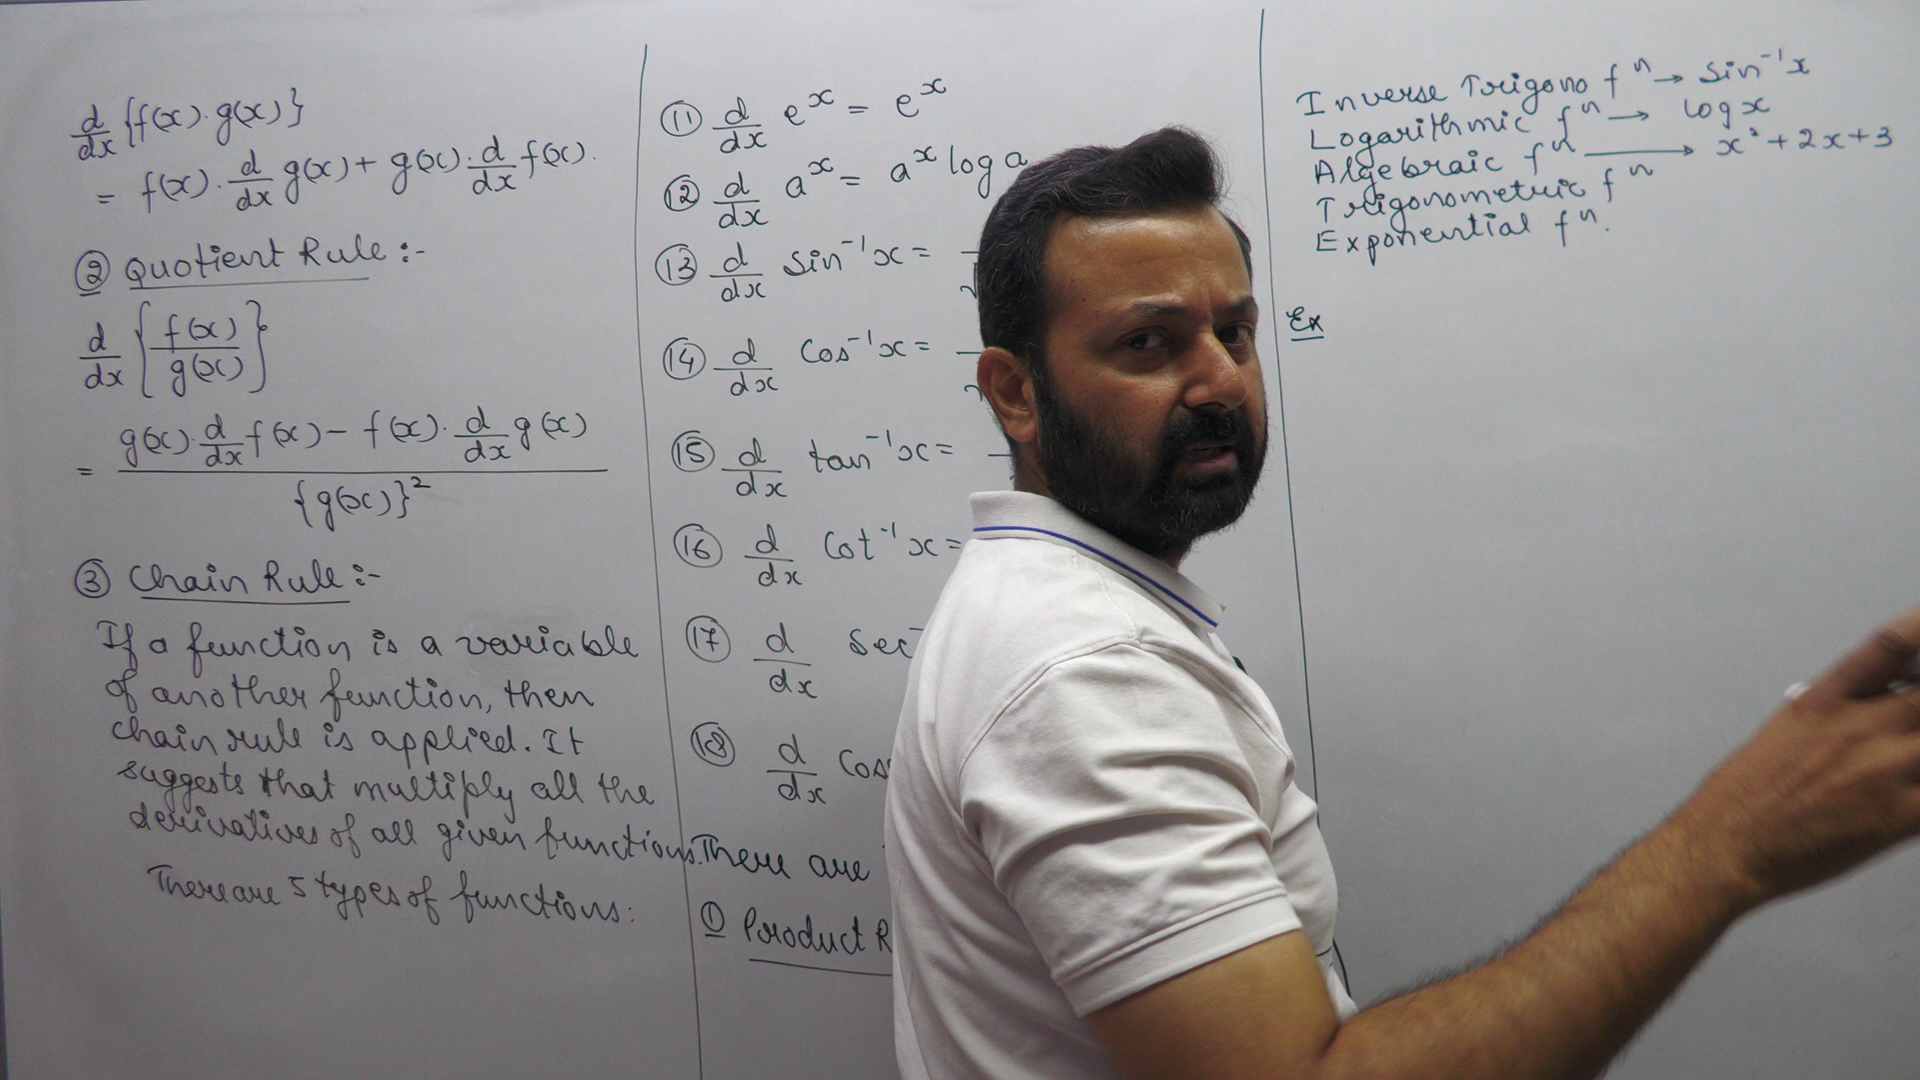 d/dx {f(x)·g(x)}
= f(x)·d/dx g(x) + g(x)·d/dx f(x).
② Quotient Rule :-
d/dx {f(x)/g(x)}
= g(x)·d/dx f(x) - f(x)·d/dx g(x) / {g(x)}²
③ Chain Rule :-
If a function is a variable
of another function, then
chain rule is applied. It
suggests that multiply all the
derivatives of all given functions.
There are 5 types of functions:
⑪ d/dx eˣ = eˣ
⑫ d/dx aˣ = aˣ log a
⑬ d/dx Sin⁻¹x =
⑭ d/dx Cos⁻¹x =
⑮ d/dx tan⁻¹x =
⑯ d/dx Cot⁻¹x =
⑰ d/dx Sec
⑱ d/dx Cos
There are
① Product R
Inverse Trigono fⁿ → Sin⁻¹x
Logarithmic fⁿ → log x
Algebraic fⁿ → x² + 2x + 3
Trigonometric fⁿ
Exponential fⁿ.
Ex